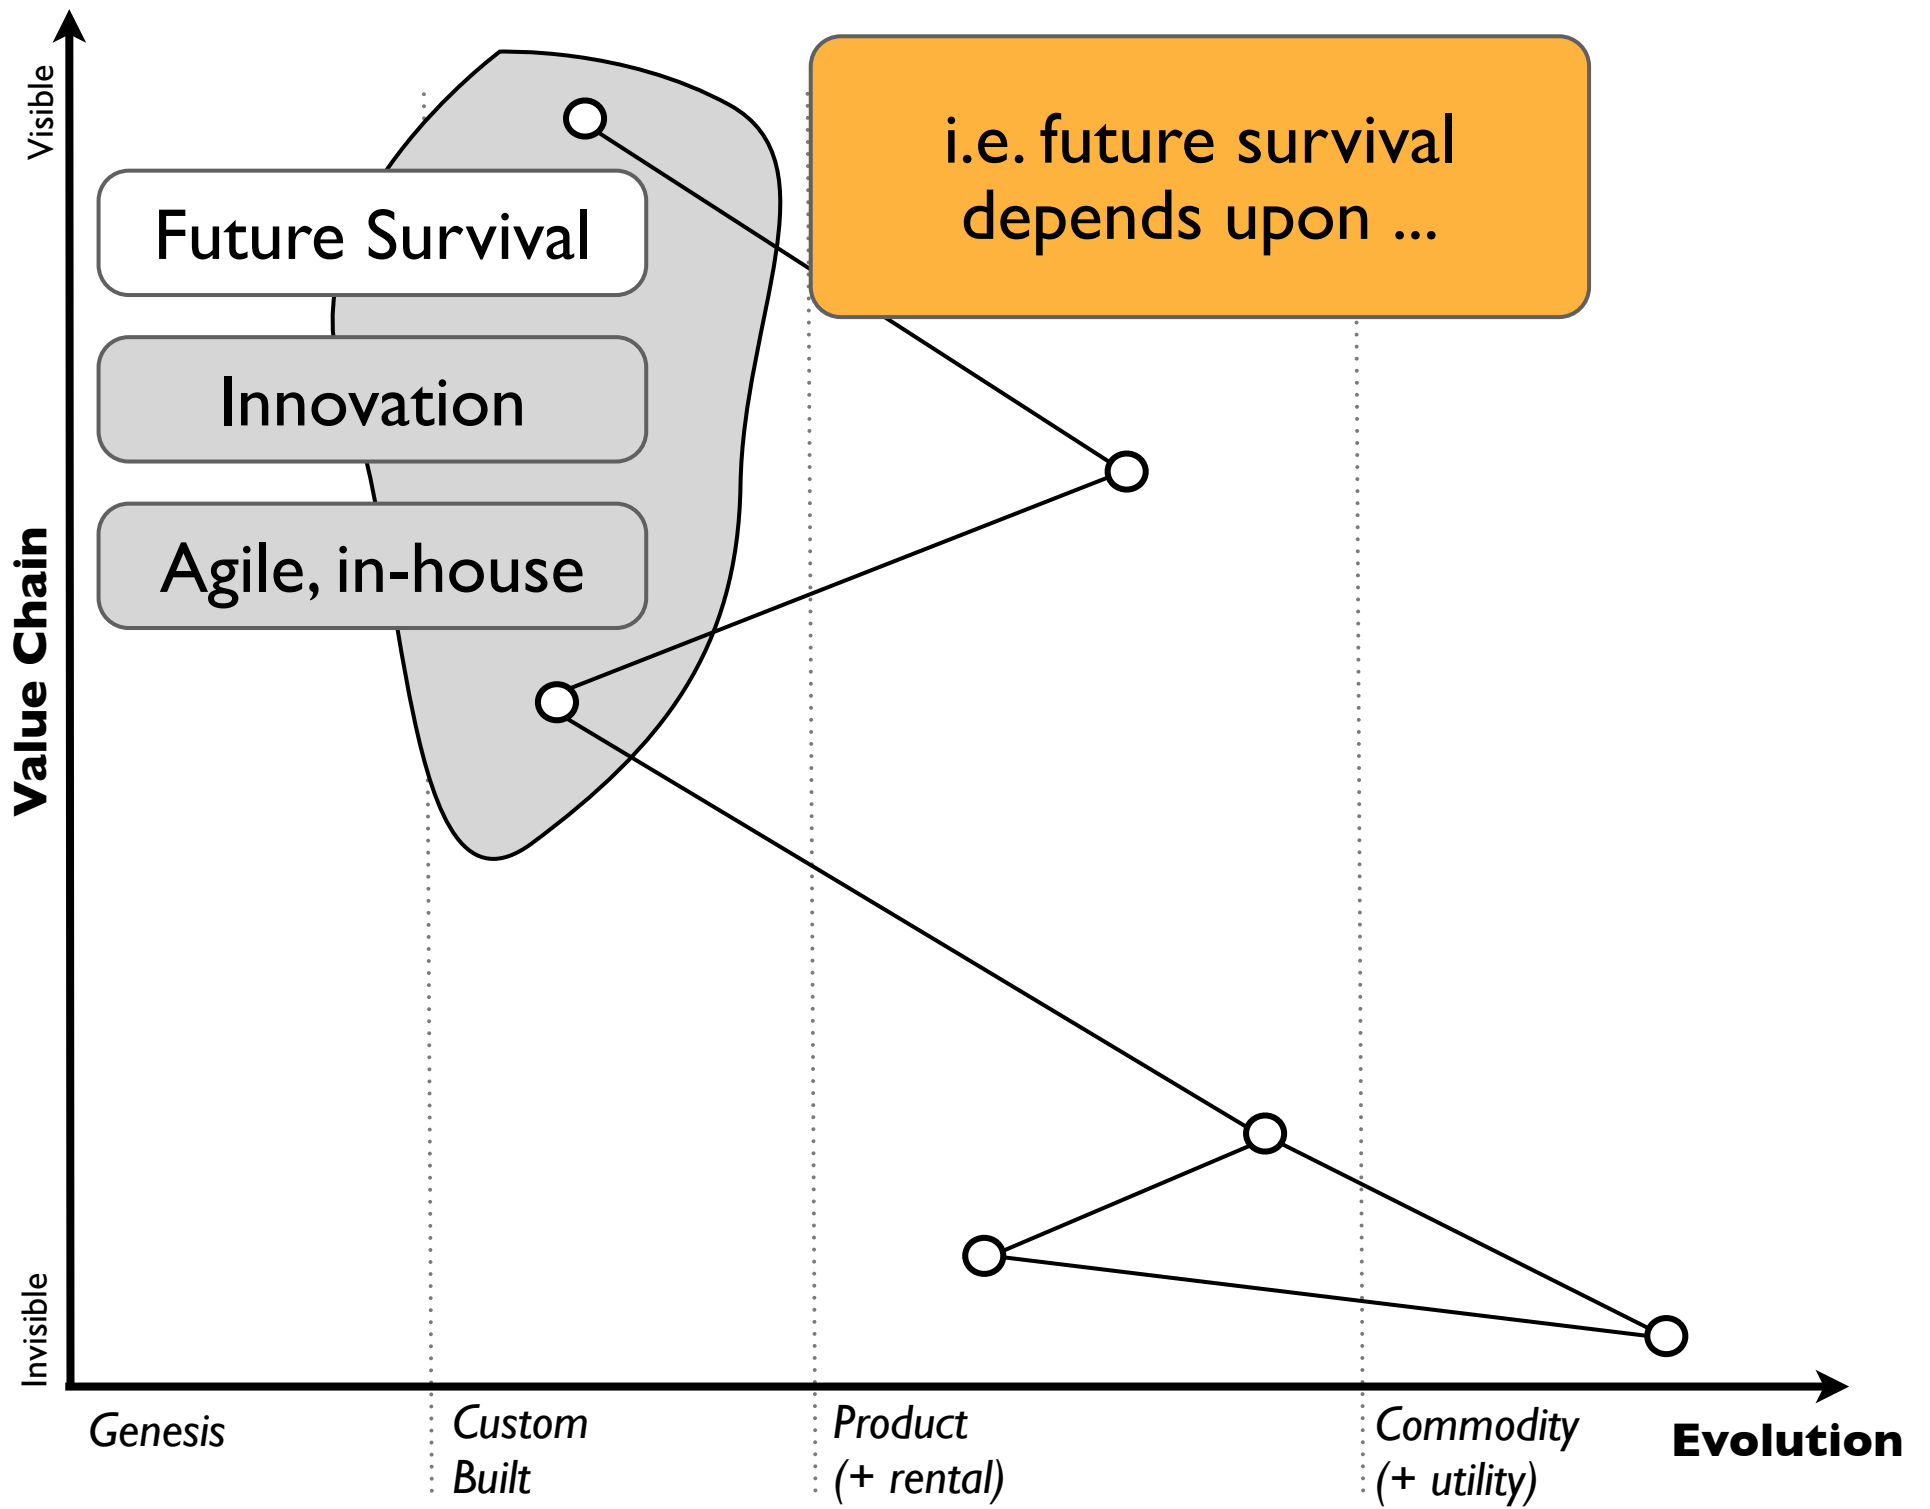 Visible
i.e. future survival
depends upon ...
Future Survival
Innovation
Agile, in-house
Value Chain
Invisible
Genesis
Custom
Built
Product
(+ rental)
Commodity
(+ utility)
Evolution